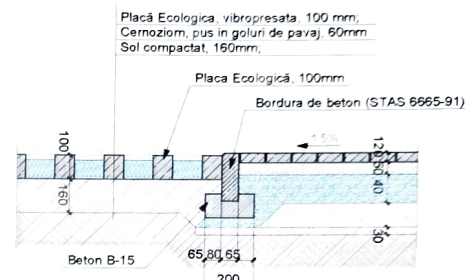 Placă Ecologica, vibropresata, 100 mm;
Cernoziom, pus in goluri de pavaj, 60mm
Sol compactat, 160mm;
Placa Ecologică, 100mm
Bordura de beton (STAS 6665-91)
1.5%
100
160
120
50
40
30
Beton B-15
65 80 65
200